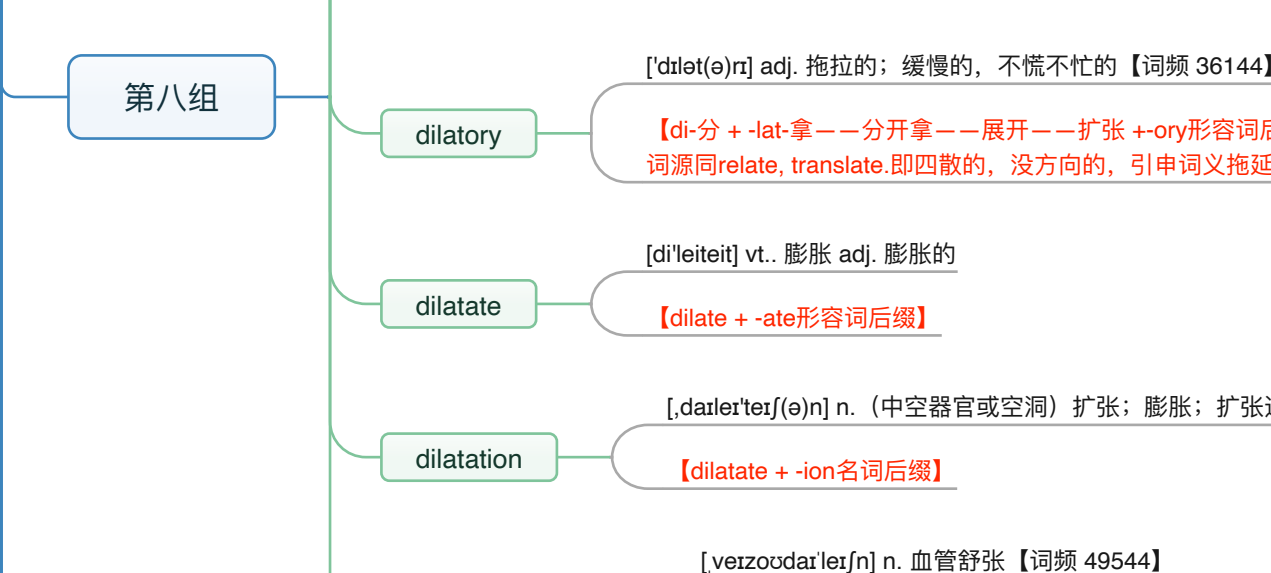 第八组
dilatory
['dɪlət(ə)rɪ] adj. 拖拉的；缓慢的，不慌不忙的【词频 36144】
【di-分 + -lat-拿——分开拿——展开——扩张 +-ory形容词后
词源同relate, translate.即四散的，没方向的，引申词义拖延
dilatate
[di'leiteit] vt.. 膨胀 adj. 膨胀的
【dilate + -ate形容词后缀】
dilatation
[,daɪleɪ'teɪʃ(ə)n] n.（中空器官或空洞）扩张；膨胀；扩张
【dilatate + -ion名词后缀】
[ˌveɪzoʊdaɪˈleɪʃn] n. 血管舒张【词频 49544】